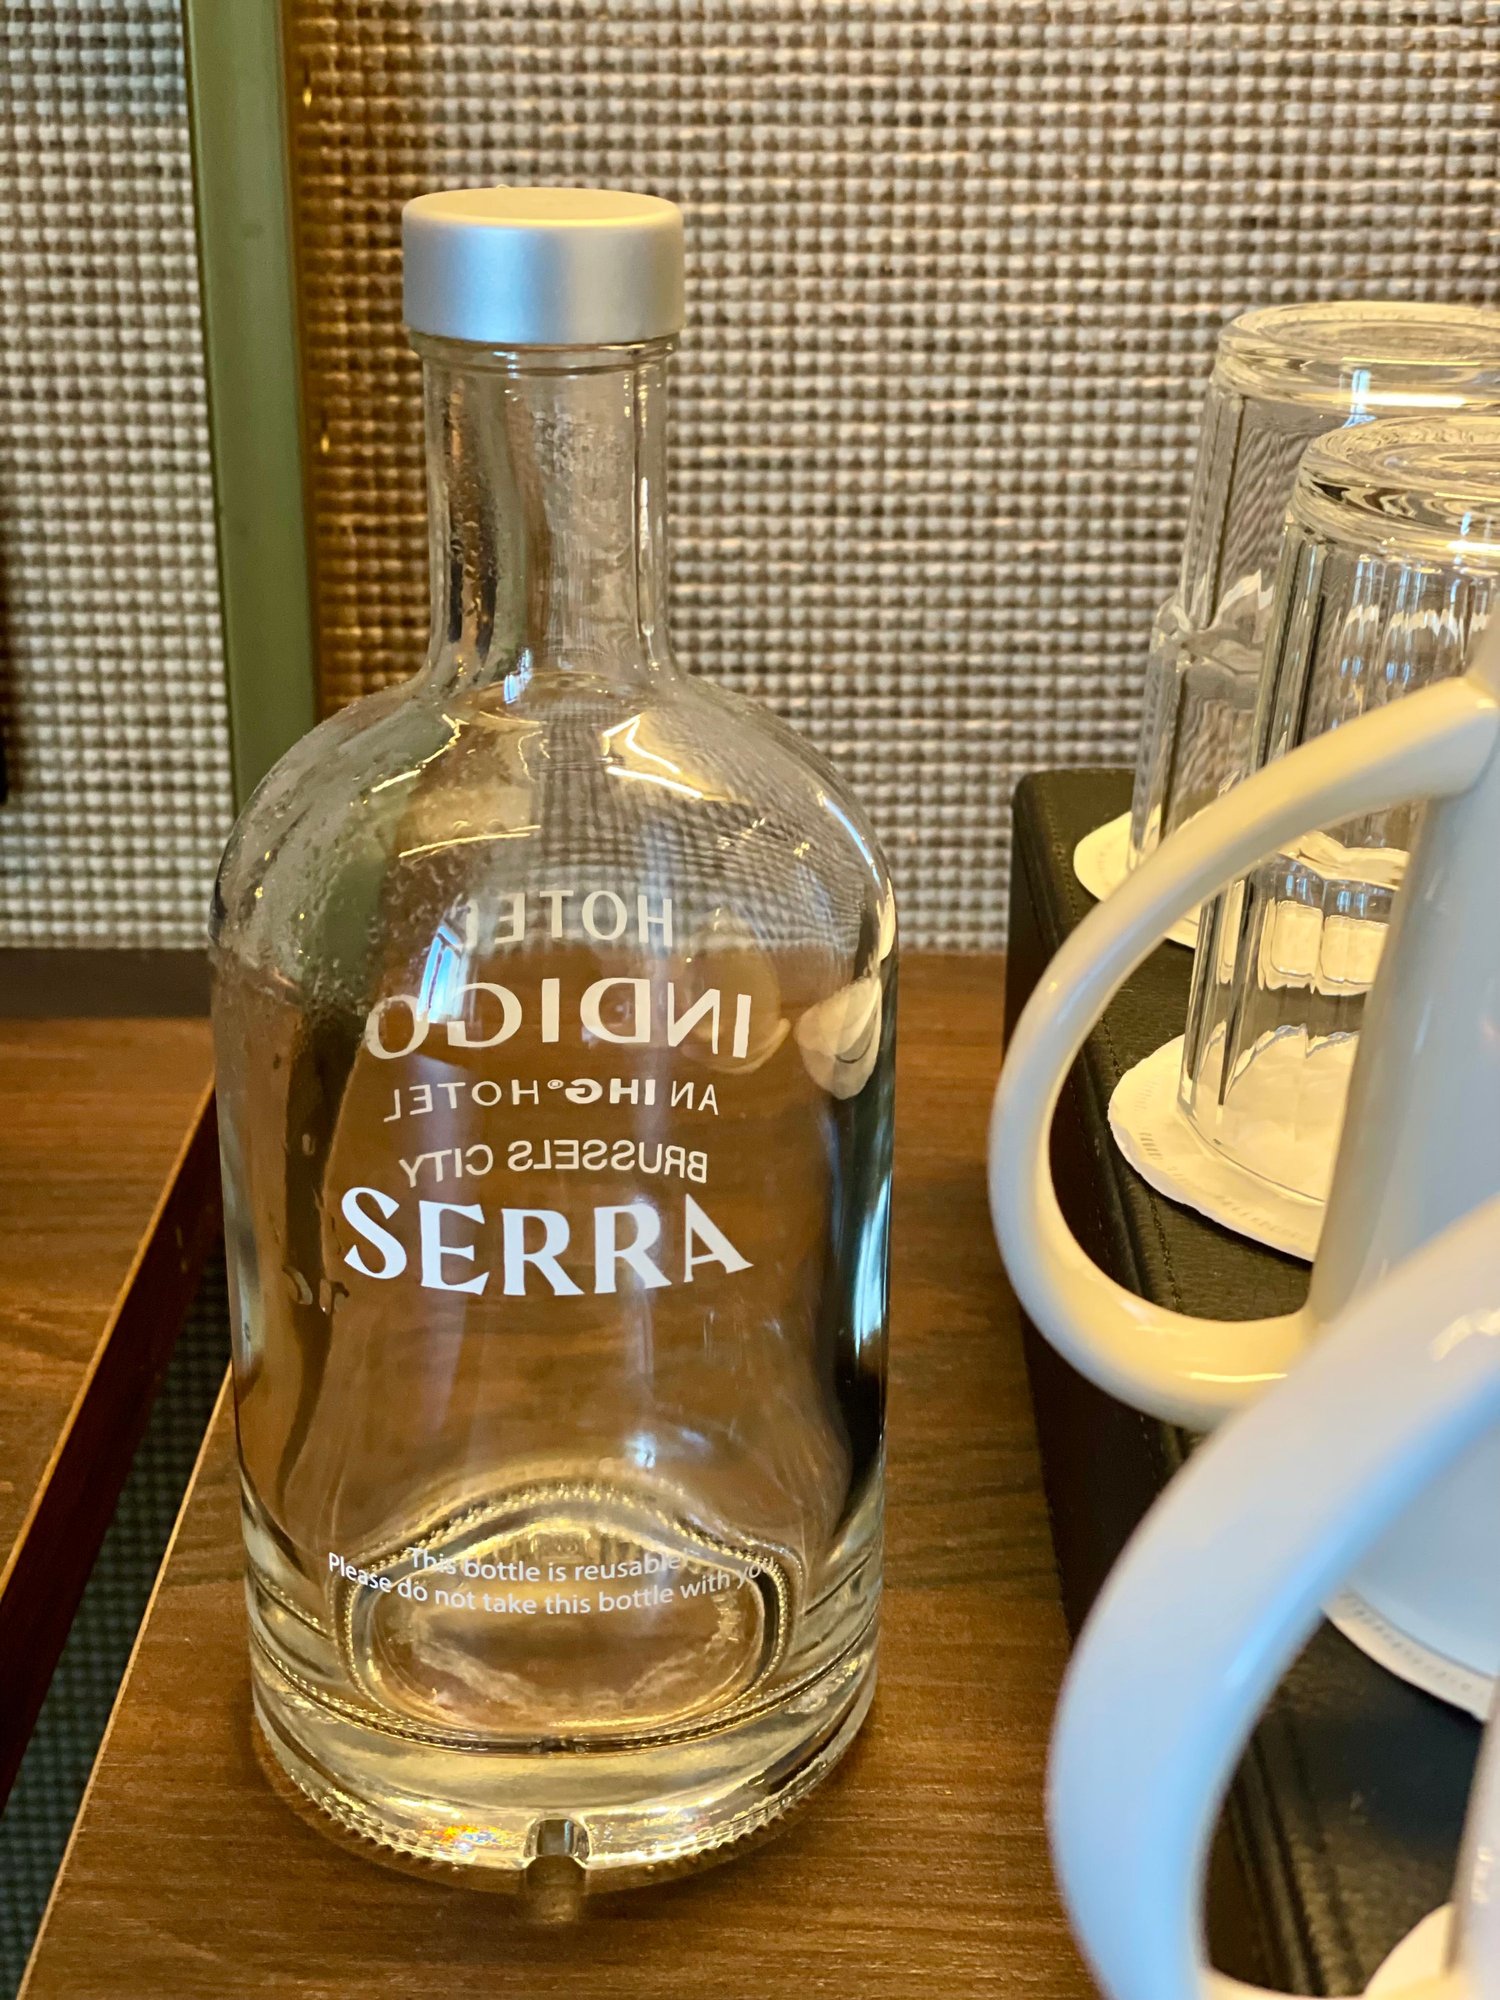 HOTEL
INDIGO
AN IHG® HOTEL
BRUSSELS CITY
SERRA
This bottle is reusable!
Please do not take this bottle with you